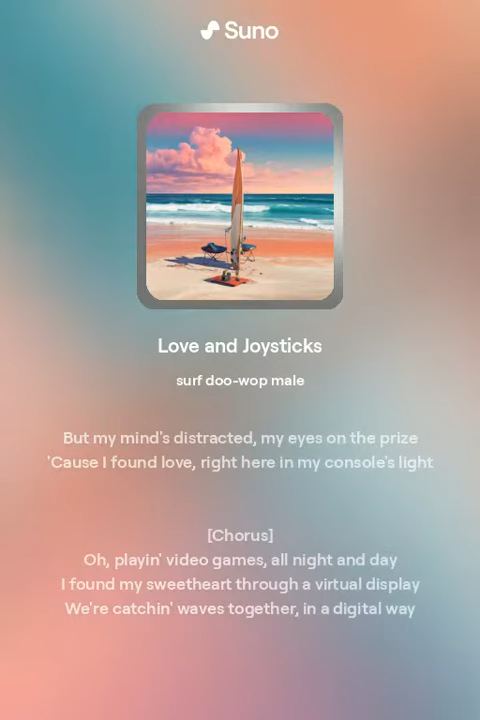 Suno
Love and Joysticks
surf doo-wop male
But my mind's distracted, my eyes on the prize
'Cause I found love, right here in my console's light
[Chorus]
Oh, playin' video games, all night and day
I found my sweetheart through a virtual display
We're catchin' waves together, in a digital way